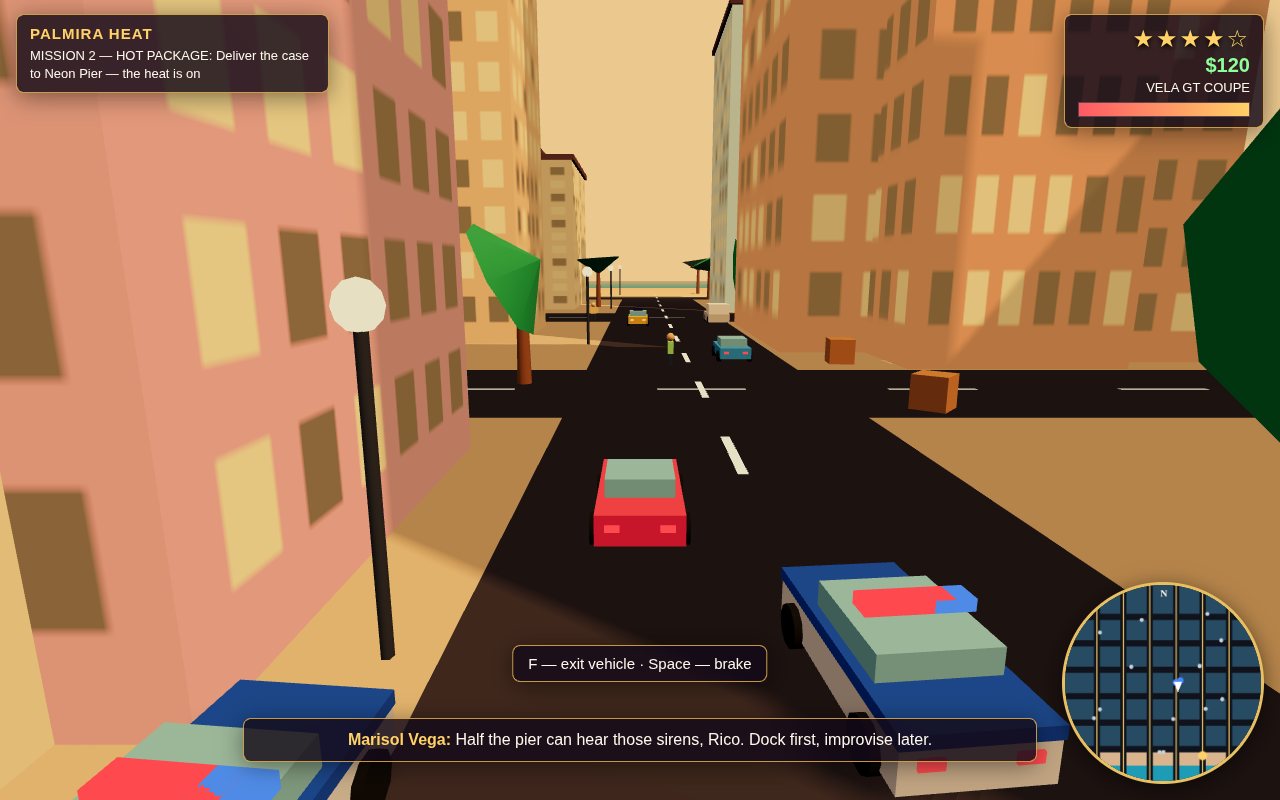 PALMIRA HEAT
MISSION 2 — HOT PACKAGE: Deliver the case
to Neon Pier — the heat is on
★★★★☆
$120
VELA GT COUPE
F — exit vehicle · Space — brake
N
Marisol Vega: Half the pier can hear those sirens, Rico. Dock first, improvise later.